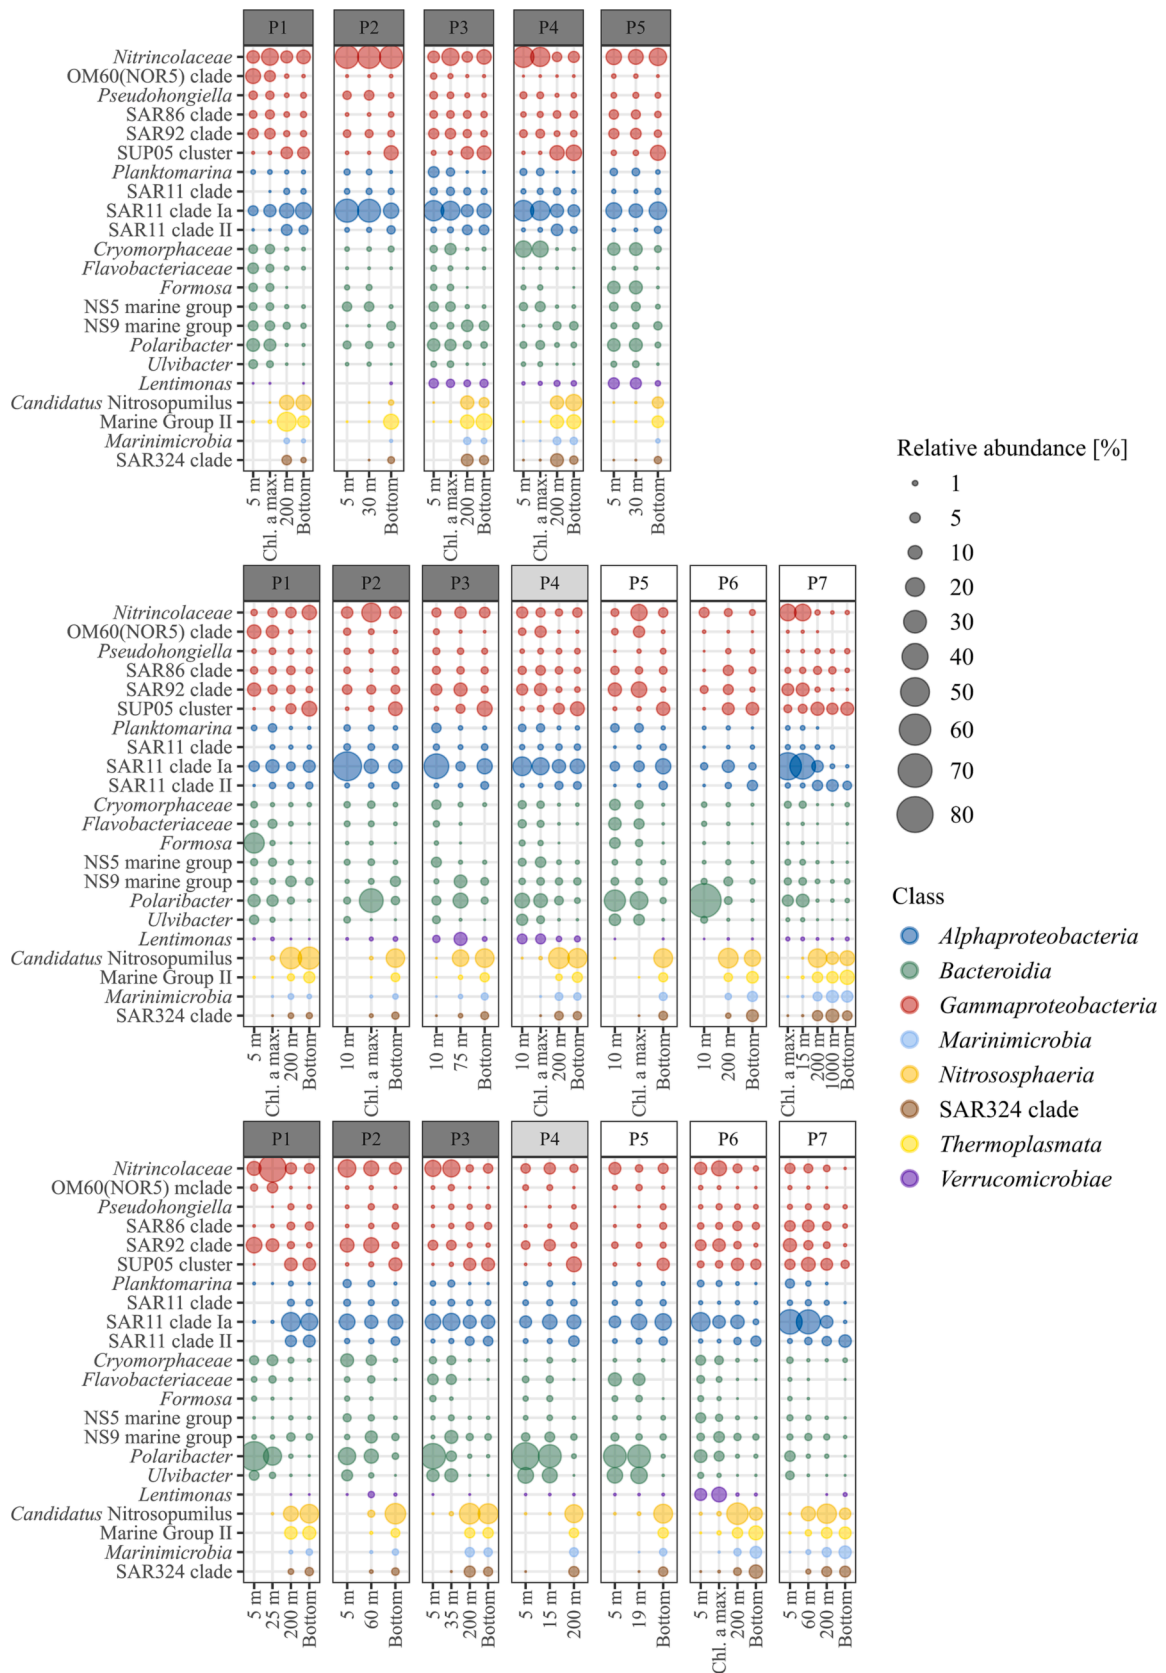 P1 P2 P3 P4 P5
Nitrincolaceae
OM60(NOR5) clade
Pseudohongiella
SAR86 clade
SAR92 clade
SUP05 cluster
Planktomarina
SAR11 clade
SAR11 clade Ia
SAR11 clade II
Cryomorphaceae
Flavobacteriaceae
Formosa
NS5 marine group
NS9 marine group
Polaribacter
Ulvibacter
Lentimonas
Candidatus Nitrosopumilus
Marine Group II
Marinimicrobia
SAR324 clade
5 m Chl. a max. 200 m Bottom 5 m 30 m Bottom 5 m Chl. a max. 200 m Bottom 5 m Chl. a max. 200 m Bottom 5 m 30 m Bottom
P1 P2 P3 P4 P5 P6 P7
Nitrincolaceae
OM60(NOR5) clade
Pseudohongiella
SAR86 clade
SAR92 clade
SUP05 cluster
Planktomarina
SAR11 clade
SAR11 clade Ia
SAR11 clade II
Cryomorphaceae
Flavobacteriaceae
Formosa
NS5 marine group
NS9 marine group
Polaribacter
Ulvibacter
Lentimonas
Candidatus Nitrosopumilus
Marine Group II
Marinimicrobia
SAR324 clade
5 m Chl. a max. 200 m Bottom 10 m Chl. a max. Bottom 10 m 75 m Bottom 10 m Chl. a max. 200 m Bottom 10 m Chl. a max. Bottom 10 m 200 m Bottom Chl. a max. 15 m 200 m 1000 m Bottom
P1 P2 P3 P4 P5 P6 P7
Nitrincolaceae
OM60(NOR5) mclade
Pseudohongiella
SAR86 clade
SAR92 clade
SUP05 cluster
Planktomarina
SAR11 clade
SAR11 clade Ia
SAR11 clade II
Cryomorphaceae
Flavobacteriaceae
Formosa
NS5 marine group
NS9 marine group
Polaribacter
Ulvibacter
Lentimonas
Candidatus Nitrosopumilus
Marine Group II
Marinimicrobia
SAR324 clade
5 m 25 m 200 m Bottom 5 m 60 m Bottom 5 m 35 m 200 m Bottom 5 m 15 m 200 m 5 m 19 m Bottom 5 m Chl. a max. 200 m Bottom 5 m 60 m 200 m Bottom
Relative abundance [%]
1
5
10
20
30
40
50
60
70
80
Class
Alphaproteobacteria
Bacteroidia
Gammaproteobacteria
Marinimicrobia
Nitrososphaeria
SAR324 clade
Thermoplasmata
Verrucomicrobiae